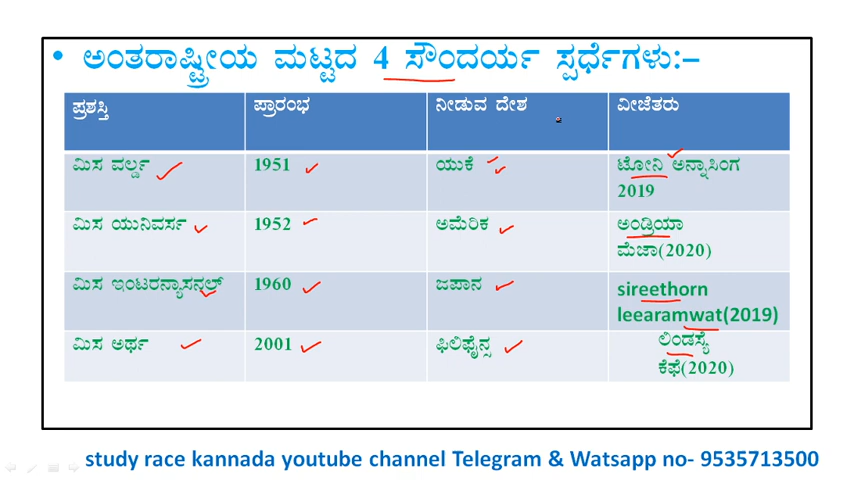 • ಅಂತರಾಷ್ಟ್ರೀಯ ಮಟ್ಟದ 4 ಸೌಂದರ್ಯ ಸ್ಪರ್ಧೆಗಳು:–
ಪ್ರಶಸ್ತಿ ಪ್ರಾರಂಭ ನೀಡುವ ದೇಶ ವೀಜೆತರು
ಮಿಸ ವರ್ಲ್ಡ 1951 ಯುಕೆ ಟೋನಿ ಅನ್ನಾಸಿಂಗ
2019
ಮಿಸ ಯುನಿವರ್ಸ 1952 ಅಮೆರಿಕ ಅಂಡ್ರಿಯಾ
ಮೆಜಾ(2020)
ಮಿಸ ಇಂಟರನ್ಯಾಸನಲ್ 1960 ಜಪಾನ sireethorn
leearamwat(2019)
ಮಿಸ ಅರ್ಥ 2001 ಫಿಲಿಫೈನ್ಸ ಲಿಂಡಸ್ಯೆ
ಕೆಫೆ(2020)
study race kannada youtube channel Telegram & Watsapp no- 9535713500